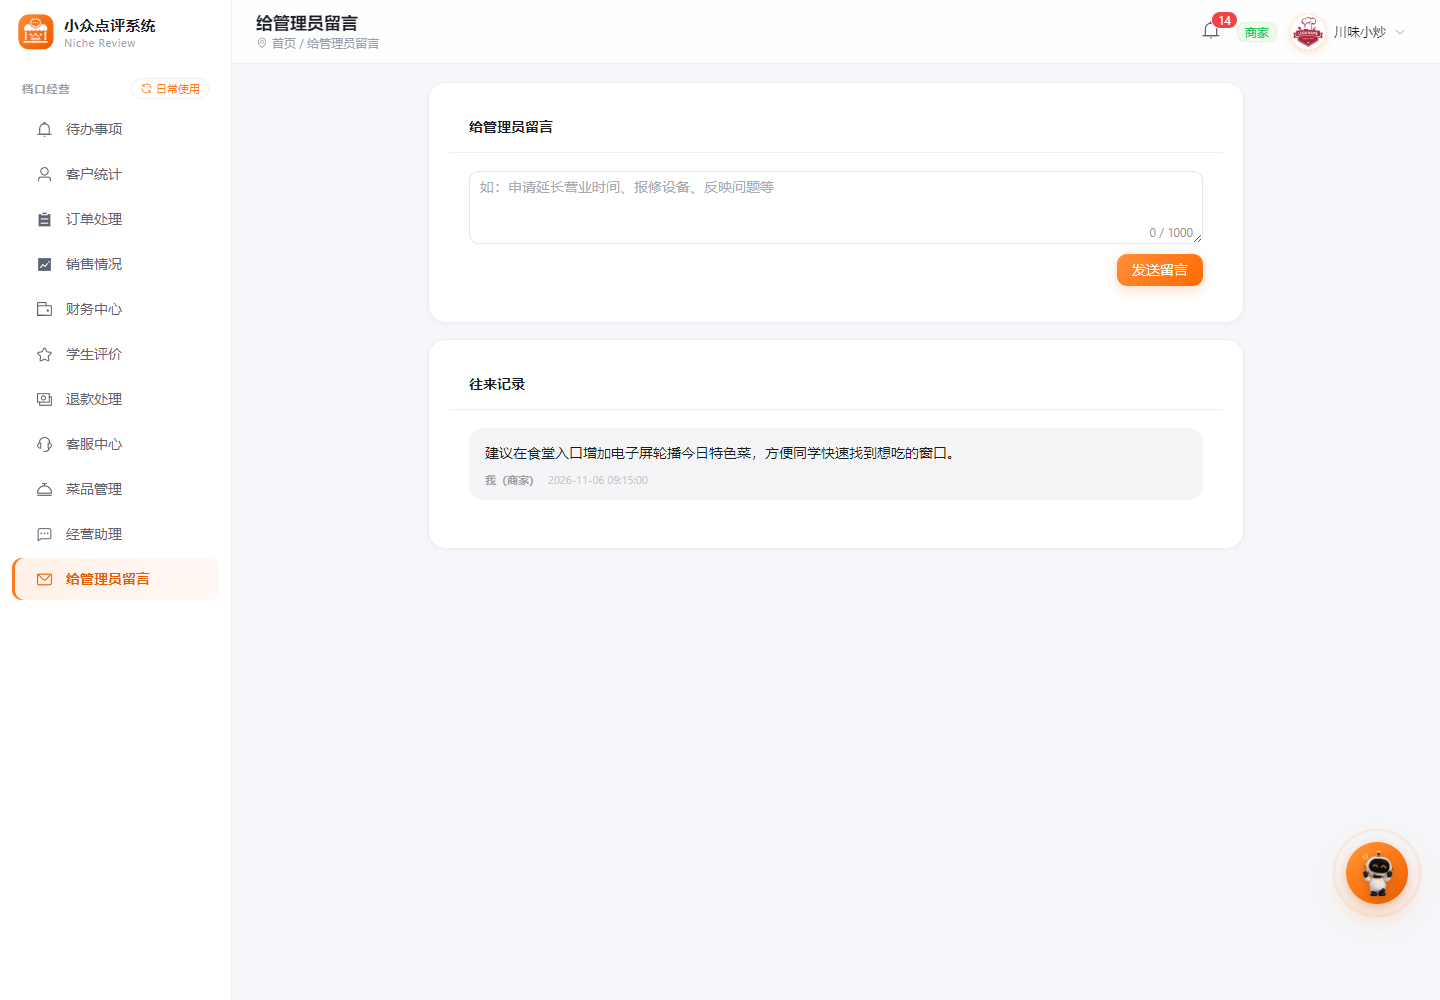 小众点评系统
Niche Review
档口经营
日常使用
待办事项
客户统计
订单处理
销售情况
财务中心
学生评价
退款处理
客服中心
菜品管理
经营助理
给管理员留言
给管理员留言
首页 / 给管理员留言
14
商家
川味小炒
给管理员留言
如：申请延长营业时间、报修设备、反映问题等
0 / 1000
发送留言
往来记录
建议在食堂入口增加电子屏轮播今日特色菜，方便同学快速找到想吃的窗口。
我（商家） 2026-11-06 09:15:00